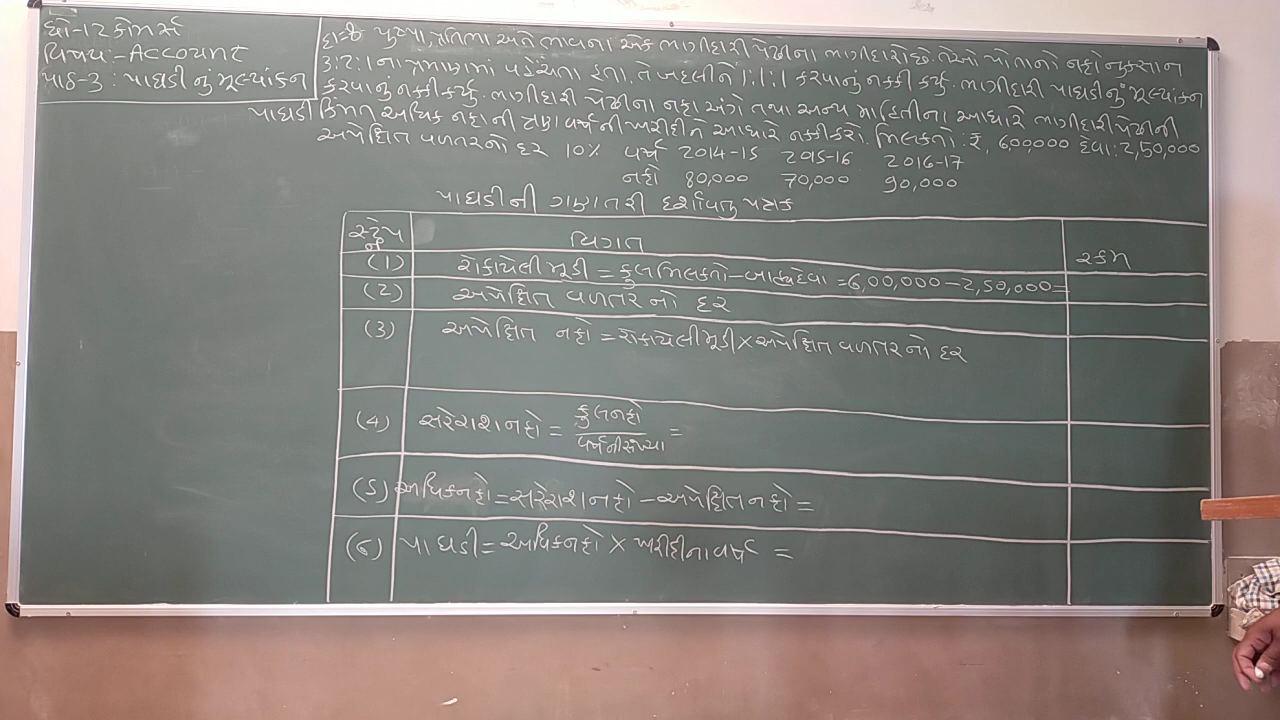 ધો-12 કોમર્સ
વિષય:- Account
પાઠ-3 : પાઘડી નું મૂલ્યાંકન
દા-8 પુષ્પા, પ્રતિભા અને ભાવના એક ભાગીદારી પેઢીના ભાગીદારો છે. તેઓ પોતાનો નફો નુકસાન
3:2:1 ના પ્રમાણમાં વહેંચતા હતા. તે બદલીને 1:1:1 કરવાનું નક્કી કર્યુ. ભાગીદારી પાઘડીનું મૂલ્યાંકન
કરવાનું નક્કી કર્યુ. ભાગીદારી પેઢીના નફા અંગે તથા અન્ય માહિતીના આધારે ભાગીદારી પેઢીની
પાઘડી કિંમત અધિક નફાની ત્રણ વર્ષની ખરીદીને આધારે નક્કી કરો. મિલકતો : ₹. 6,00,000 દેવા : 2,50,000
અપેક્ષિત વળતરનો દર 10% વર્ષ 2014-15 2015-16 2016-17
નફો 80,000 70,000 90,000
પાઘડીની ગણતરી દર્શાવતુ પત્રક
સ્ટેપ નં વિગત રકમ
(1) રોકાયેલી મૂડી = કુલ મિલકતો - બાહ્ય દેવા = 6,00,000 - 2,50,000 =
(2) અપેક્ષિત વળતર નો દર
(3) અપેક્ષિત નફો = રોકાયેલી મૂડી × અપેક્ષિત વળતર નો દર
(4) સરેરાશ નફો = કુલ નફો / વર્ષની સંખ્યા =
(5) અધિક નફો = સરેરાશ નફો - અપેક્ષિત નફો =
(6) પાઘડી = અધિક નફો × ખરીદીના વર્ષ =